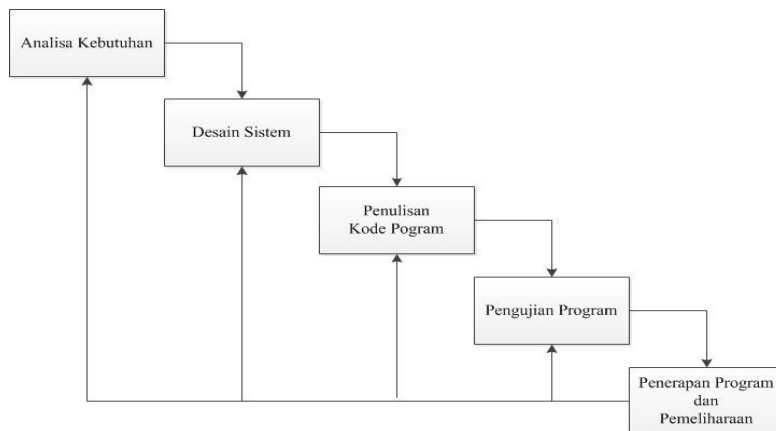 Analisa Kebutuhan
Desain Sistem
Penulisan
Kode Pogram
Pengujian Program
Penerapan Program
dan
Pemeliharaan